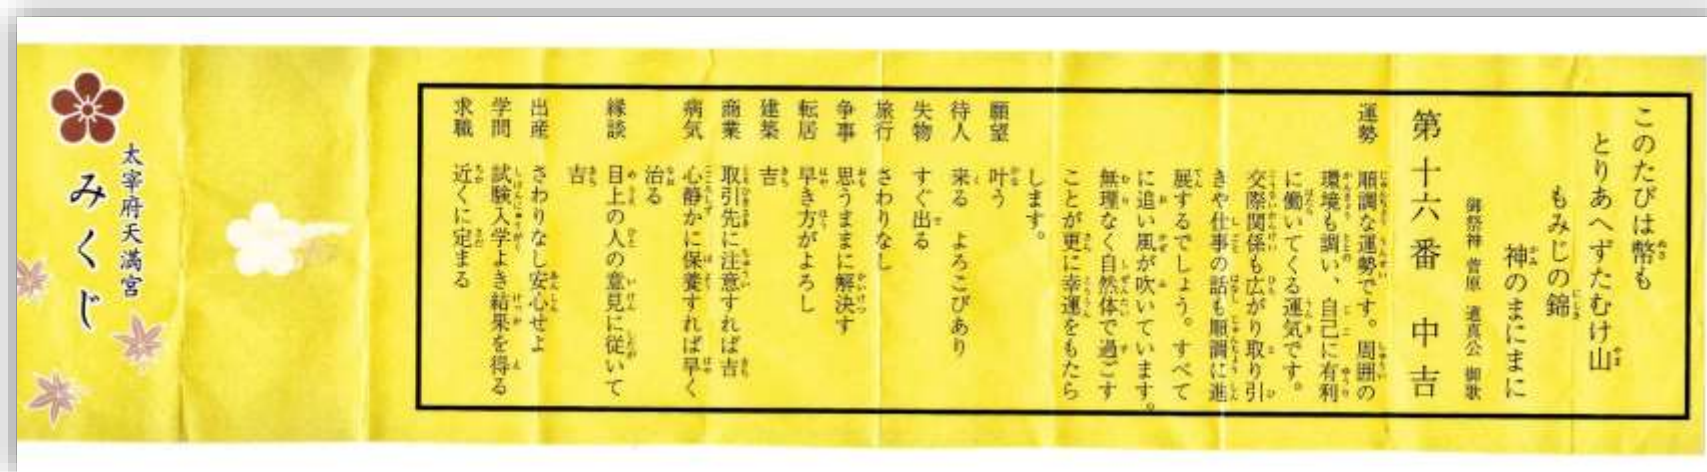 このたびは幣も
とりあへずたむけ山
もみじの錦
神のまにまに
御祭神 菅原 道真公 御歌
第十六番 中吉
運勢 順調な運勢です。周囲の
環境も調い、自己に有利
に働いてくる運気です。
交際関係も広がり取り引
きや仕事の話も順調に進
展するでしょう。すべて
に追い風が吹いています。
無理なく自然体で過ごす
ことが更に幸運をもたら
します。
願望 叶う
待人 来る よろこびあり
失物 すぐ出る
旅行 さわりなし
争事 思うままに解決す
転居 早き方がよろし
建築 吉
商業 取引先に注意すれば吉
病気 心静かに保養すれば早く
治る
縁談 目上の人の意見に従いて
吉
出産 さわりなし安心せよ
学問 試験入学よき結果を得る
求職 近くに定まる
太宰府天満宮
みくじ